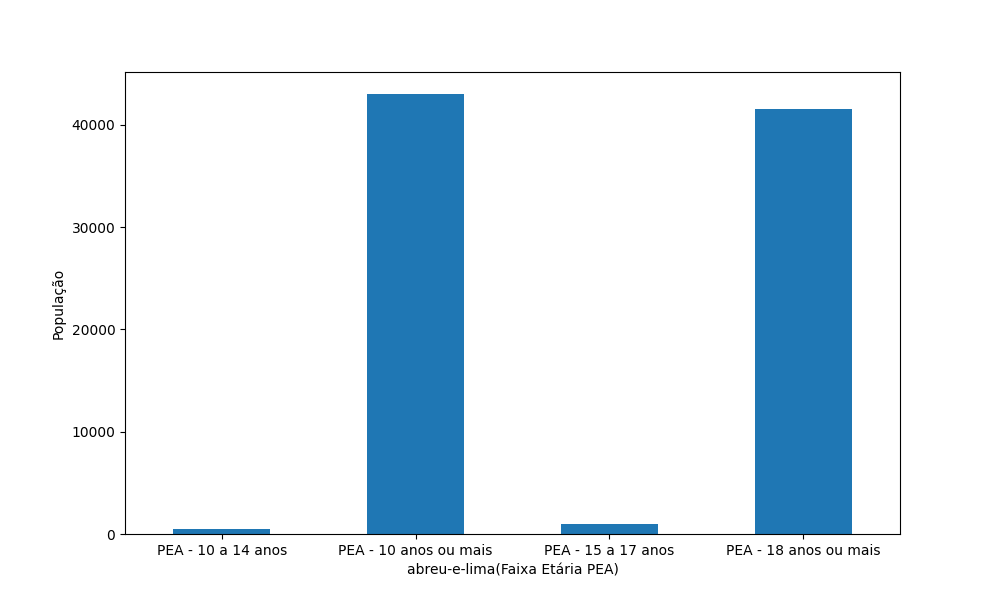 40000
30000
20000
10000
0
População
PEA - 10 a 14 anos
PEA - 10 anos ou mais
PEA - 15 a 17 anos
PEA - 18 anos ou mais
abreu-e-lima(Faixa Etária PEA)